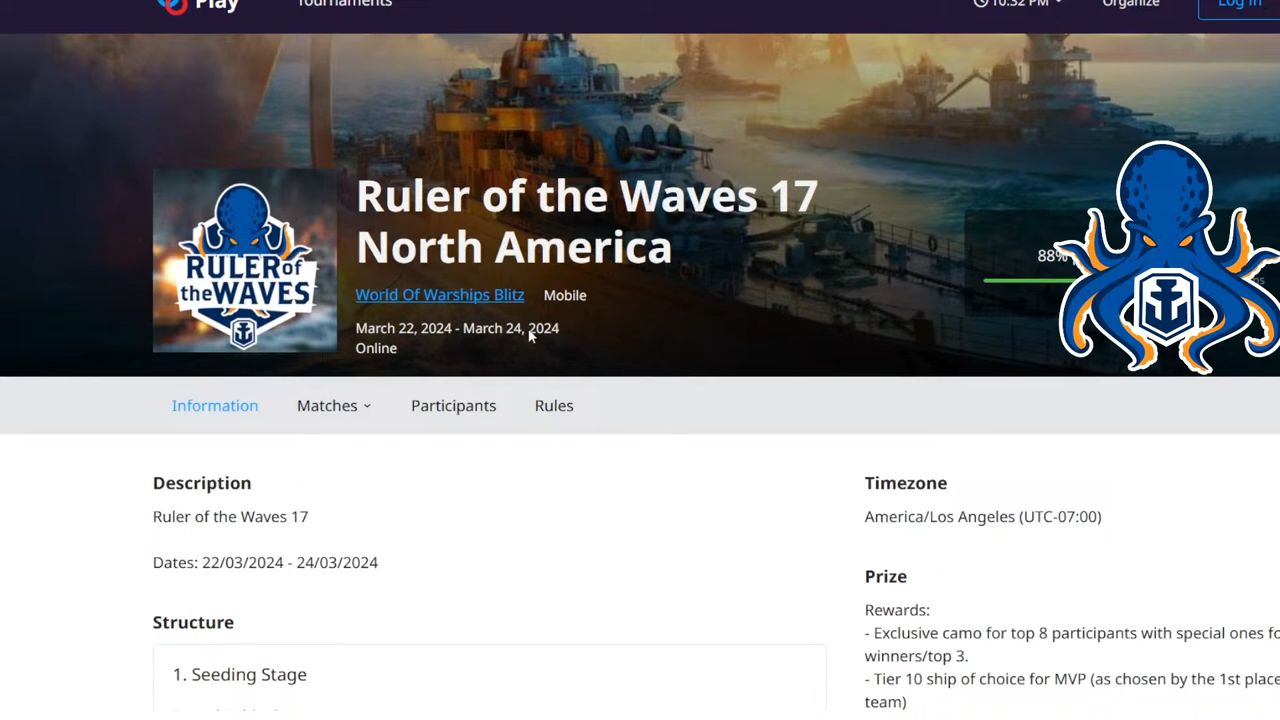 Play
Tournaments
10:32 PM
Organize
Log in
RULER of
the WAVES
Ruler of the Waves 17
North America
World Of Warships Blitz
Mobile
March 22, 2024 - March 24, 2024
Online
88%
Information
Matches
Participants
Rules
Description
Ruler of the Waves 17
Dates: 22/03/2024 - 24/03/2024
Structure
1. Seeding Stage
Timezone
America/Los Angeles (UTC-07:00)
Prize
Rewards:
- Exclusive camo for top 8 participants with special ones
winners/top 3.
- Tier 10 ship of choice for MVP (as chosen by the 1st place
team)